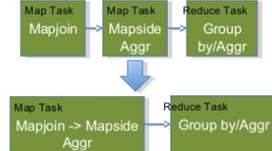 Map Task
Mapjoin
Map Task
Mapside
Aggr
Reduce Task
Group
by/Aggr
Map Task
Mapjoin -> Mapside
Aggr
Reduce Task
Group by/Aggr